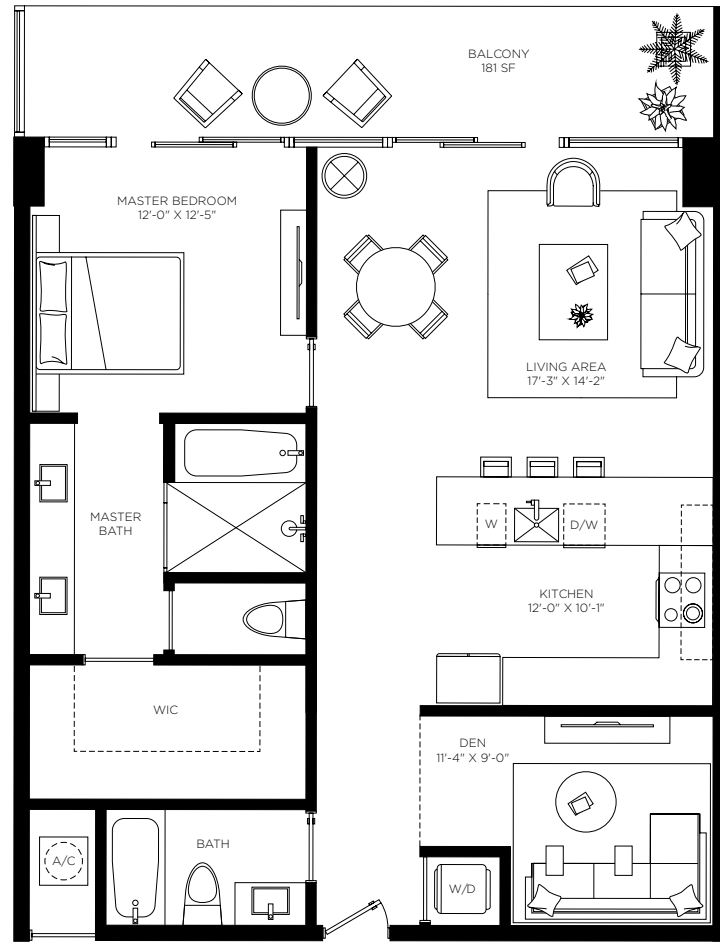 BALCONY
181 SF
MASTER BEDROOM
12'-0" X 12'-5"
LIVING AREA
17'-3" X 14'-2"
MASTER
BATH
W
D/W
KITCHEN
12'-0" X 10'-1"
WIC
DEN
11'-4" X 9'-0"
BATH
A/C
W/D